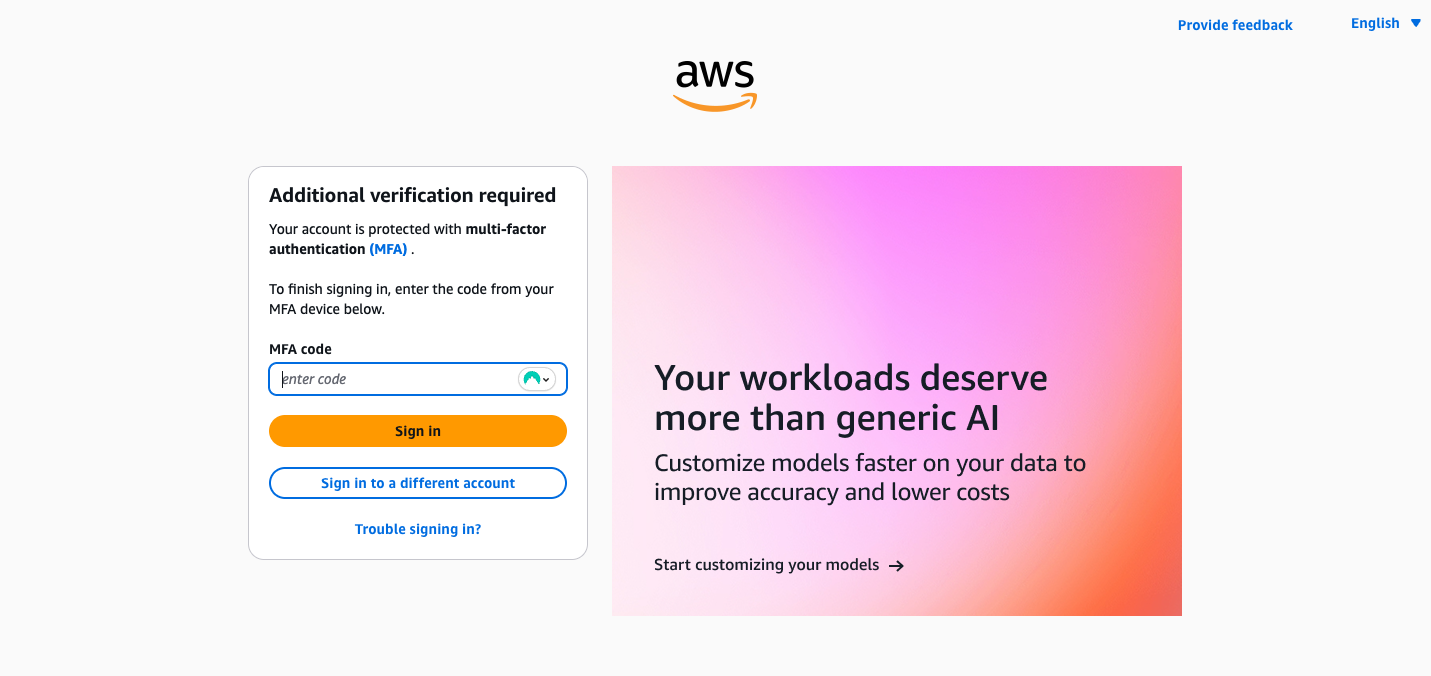 Provide feedback
English
aws
Additional verification required
Your account is protected with multi-factor
authentication (MFA) .
To finish signing in, enter the code from your
MFA device below.
MFA code
enter code
Sign in
Sign in to a different account
Trouble signing in?
Your workloads deserve
more than generic AI
Customize models faster on your data to
improve accuracy and lower costs
Start customizing your models →